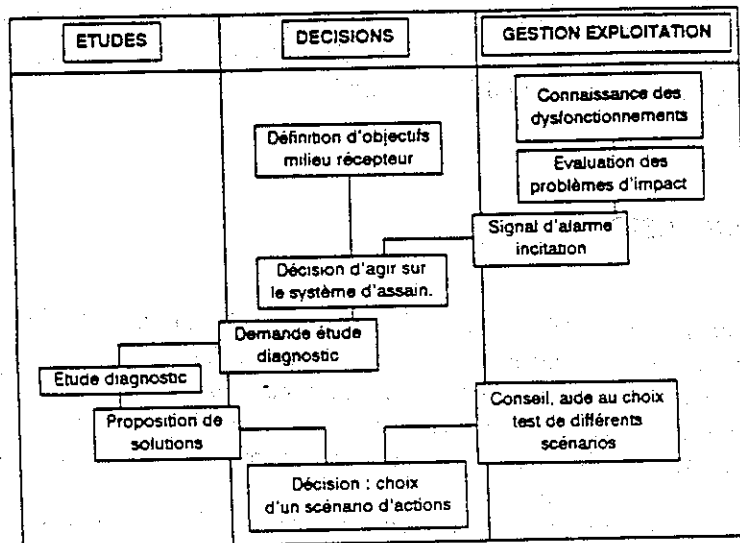 ETUDES
DECISIONS
GESTION EXPLOITATION
Connaissance des
dysfonctionnements
Définition d'objectifs
milieu récepteur
Evaluation des
problèmes d'impact
Signal d'alarme
incitation
Décision d'agir sur
le système d'assain.
Demande étude
diagnostic
Etude diagnostic
Proposition de
solutions
Conseil, aide au choix
test de différents
scénarios
Décision : choix
d'un scénario d'actions